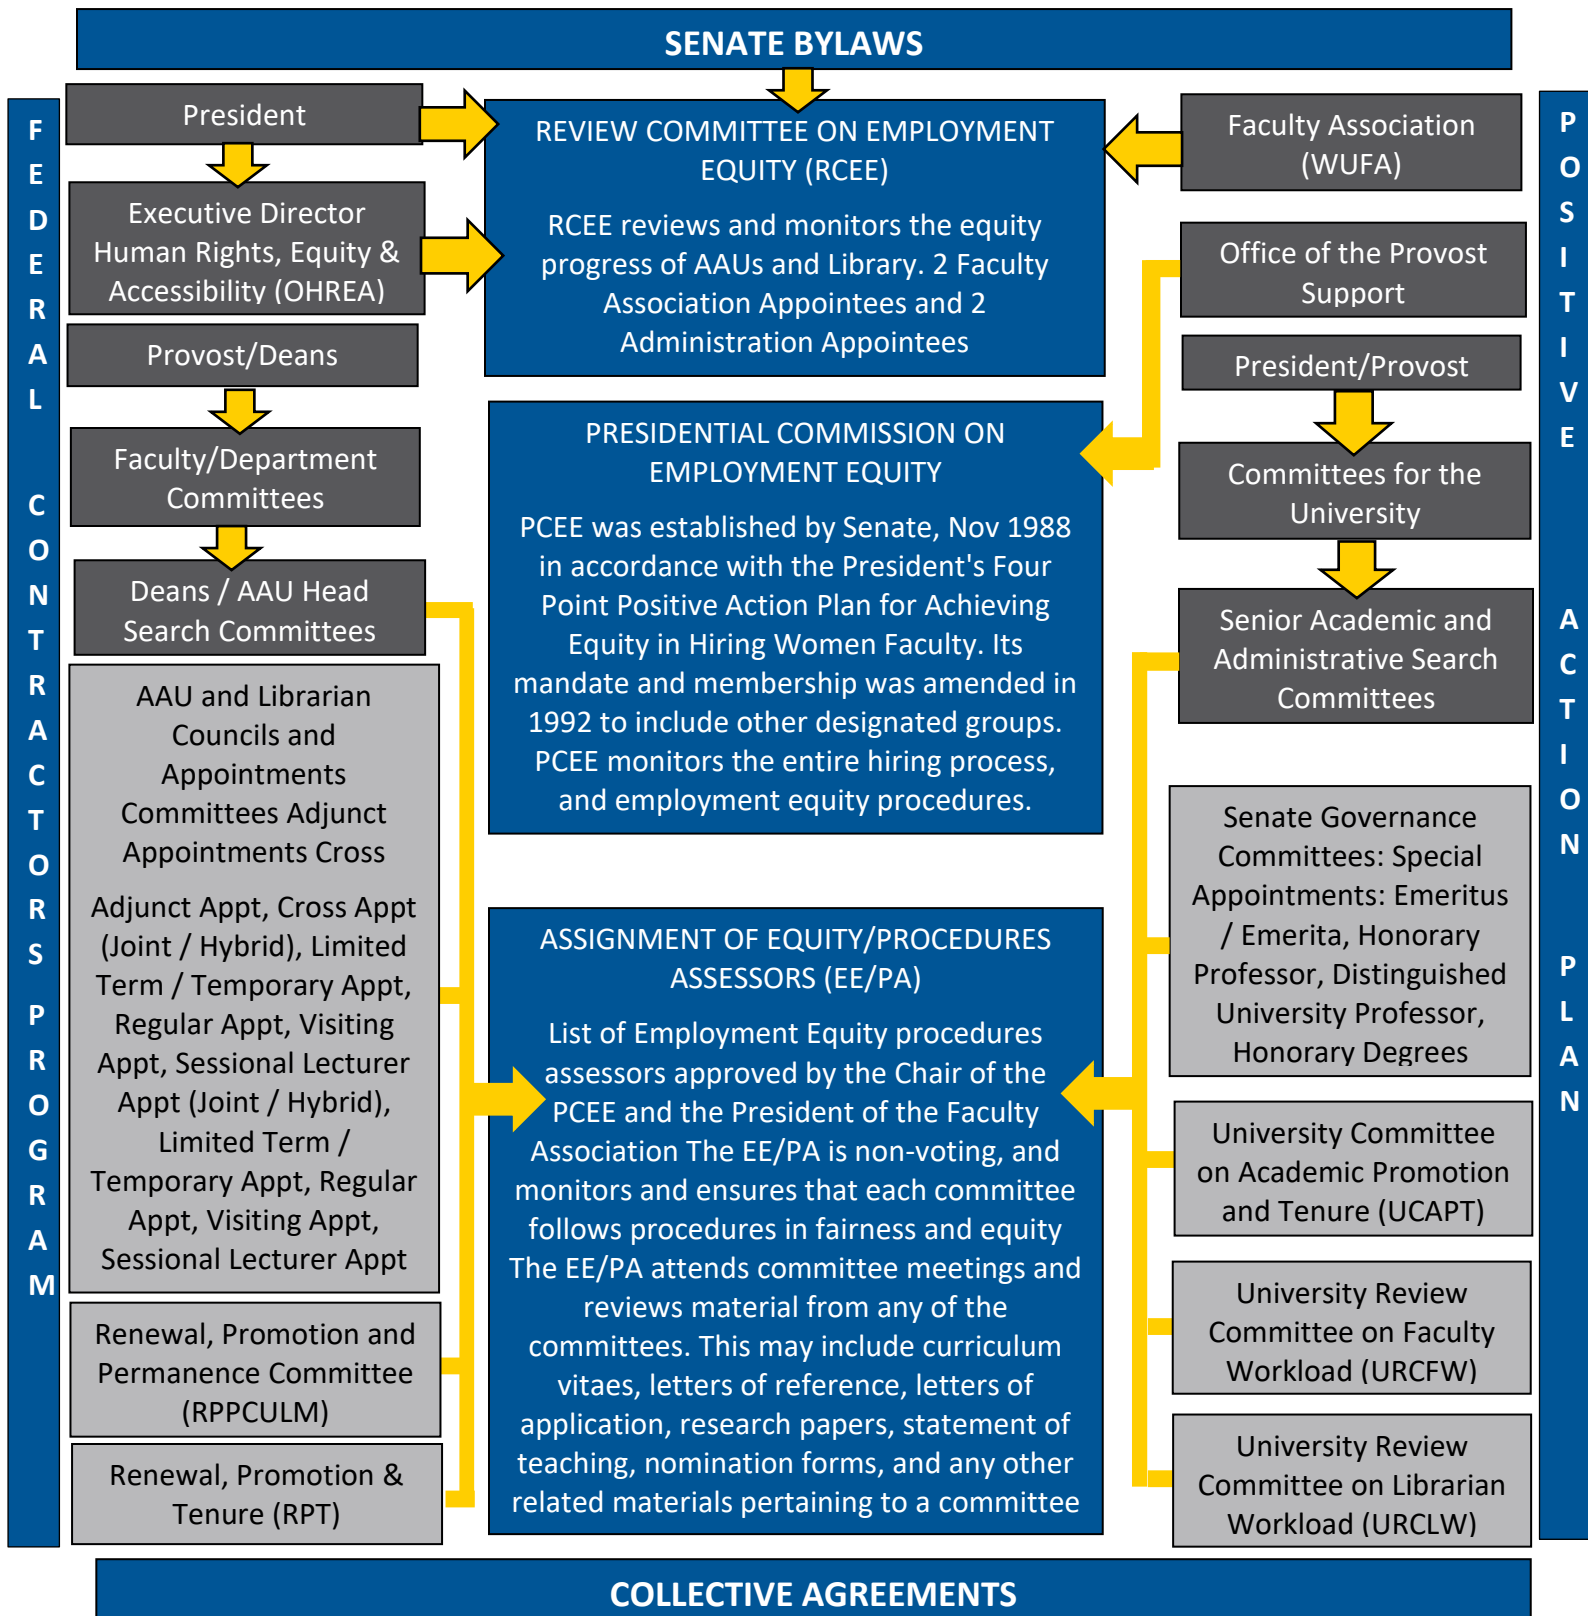 SENATE BYLAWS
FEDERAL CONTRACTORS PROGRAM
President
Executive Director
Human Rights, Equity &
Accessibility (OHREA)
Provost/Deans
Faculty/Department
Committees
Deans / AAU Head
Search Committees
AAU and Librarian
Councils and
Appointments
Committees Adjunct
Appointments Cross
Adjunct Appt, Cross Appt
(Joint / Hybrid), Limited
Term / Temporary Appt,
Regular Appt, Visiting
Appt, Sessional Lecturer
Appt (Joint / Hybrid),
Limited Term /
Temporary Appt, Regular
Appt, Visiting Appt,
Sessional Lecturer Appt
Renewal, Promotion and
Permanence Committee
(RPPCULM)
Renewal, Promotion &
Tenure (RPT)
REVIEW COMMITTEE ON EMPLOYMENT
EQUITY (RCEE)
RCEE reviews and monitors the equity
progress of AAUs and Library. 2 Faculty
Association Appointees and 2
Administration Appointees
PRESIDENTIAL COMMISSION ON
EMPLOYMENT EQUITY
PCEE was established by Senate, Nov 1988
in accordance with the President's Four
Point Positive Action Plan for Achieving
Equity in Hiring Women Faculty. Its
mandate and membership was amended in
1992 to include other designated groups.
PCEE monitors the entire hiring process,
and employment equity procedures.
ASSIGNMENT OF EQUITY/PROCEDURES
ASSESSORS (EE/PA)
List of Employment Equity procedures
assessors approved by the Chair of the
PCEE and the President of the Faculty
Association The EE/PA is non-voting, and
monitors and ensures that each committee
follows procedures in fairness and equity
The EE/PA attends committee meetings and
reviews material from any of the
committees. This may include curriculum
vitaes, letters of reference, letters of
application, research papers, statement of
teaching, nomination forms, and any other
related materials pertaining to a committee
Faculty Association
(WUFA)
Office of the Provost
Support
President/Provost
Committees for the
University
Senior Academic and
Administrative Search
Committees
Senate Governance
Committees: Special
Appointments: Emeritus
/ Emerita, Honorary
Professor, Distinguished
University Professor,
Honorary Degrees
University Committee
on Academic Promotion
and Tenure (UCAPT)
University Review
Committee on Faculty
Workload (URCFW)
University Review
Committee on Librarian
Workload (URCLW)
POSITIVE ACTION PLAN
COLLECTIVE AGREEMENTS